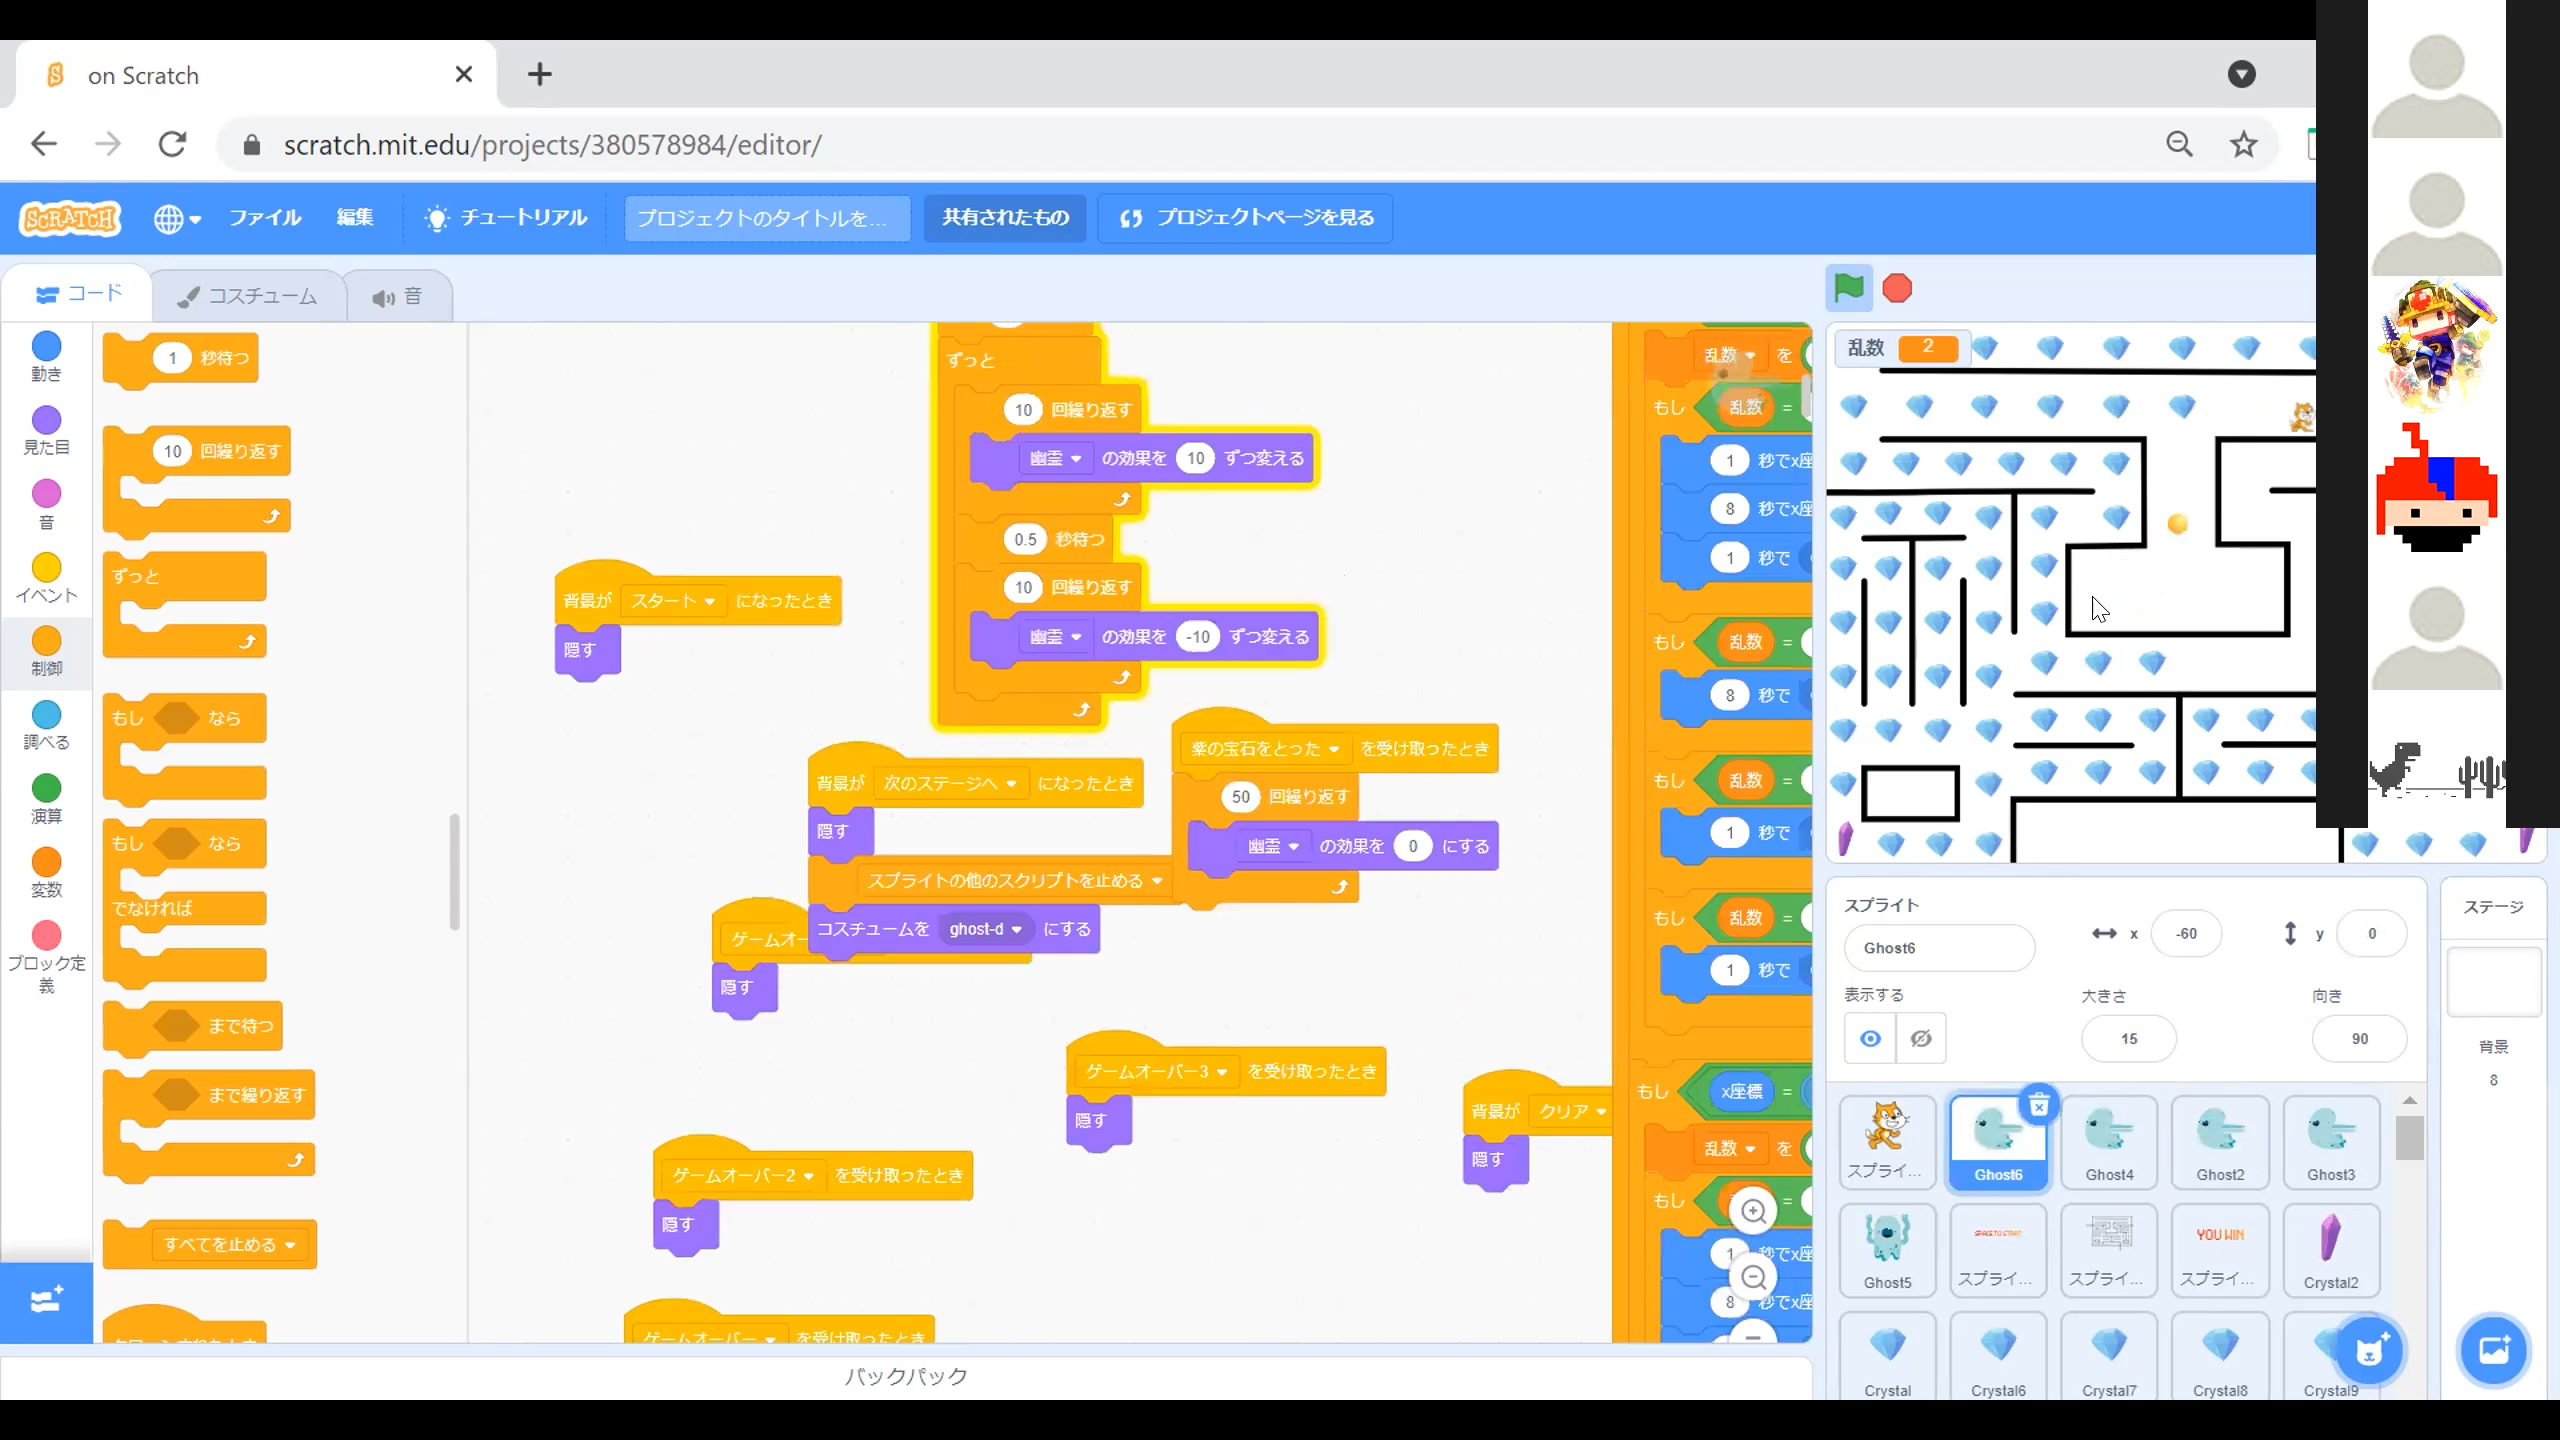 on Scratch
scratch.mit.edu/projects/380578984/editor/
SCRATCH
ファイル
編集
チュートリアル
プロジェクトのタイトルを...
共有されたもの
プロジェクトページを見る
コード
コスチューム
音
動き
見た目
音
イベント
制御
調べる
演算
変数
ブロック定
義
1 秒待つ
10 回繰り返す
ずっと
もし なら
もし なら
でなければ
まで待つ
まで繰り返す
すべてを止める
ずっと
10 回繰り返す
幽霊 の効果を 10 ずつ変える
0.5 秒待つ
10 回繰り返す
幽霊 の効果を -10 ずつ変える
背景が スタート になったとき
隠す
背景が 次のステージへ になったとき
隠す
スプライトの他のスクリプトを止める
コスチュームを ghost-d にする
紫の宝石をとった を受け取ったとき
50 回繰り返す
幽霊 の効果を 0 にする
ゲームオー
隠す
ゲームオーバー3 を受け取ったとき
隠す
背景が クリア
隠す
ゲームオーバー2 を受け取ったとき
隠す
ゲームオーバー を受け取ったとき
乱数 を
もし 乱数 =
1 秒でx座
8 秒でx座
1 秒で
もし 乱数 =
8 秒で
もし 乱数 =
1 秒で
もし 乱数 =
1 秒で
もし x座標 =
乱数 を
もし =
1 秒でx座
8 秒でx座
バックパック
乱数 2
スプライト
Ghost6
x -60
y 0
表示する
大きさ
15
向き
90
ステージ
背景
8
スプライ...
Ghost6
Ghost4
Ghost2
Ghost3
Ghost5
SPACE TO START
スプライ...
スプライ...
YOU WIN
スプライ...
Crystal2
Crystal
Crystal6
Crystal7
Crystal8
Crystal9